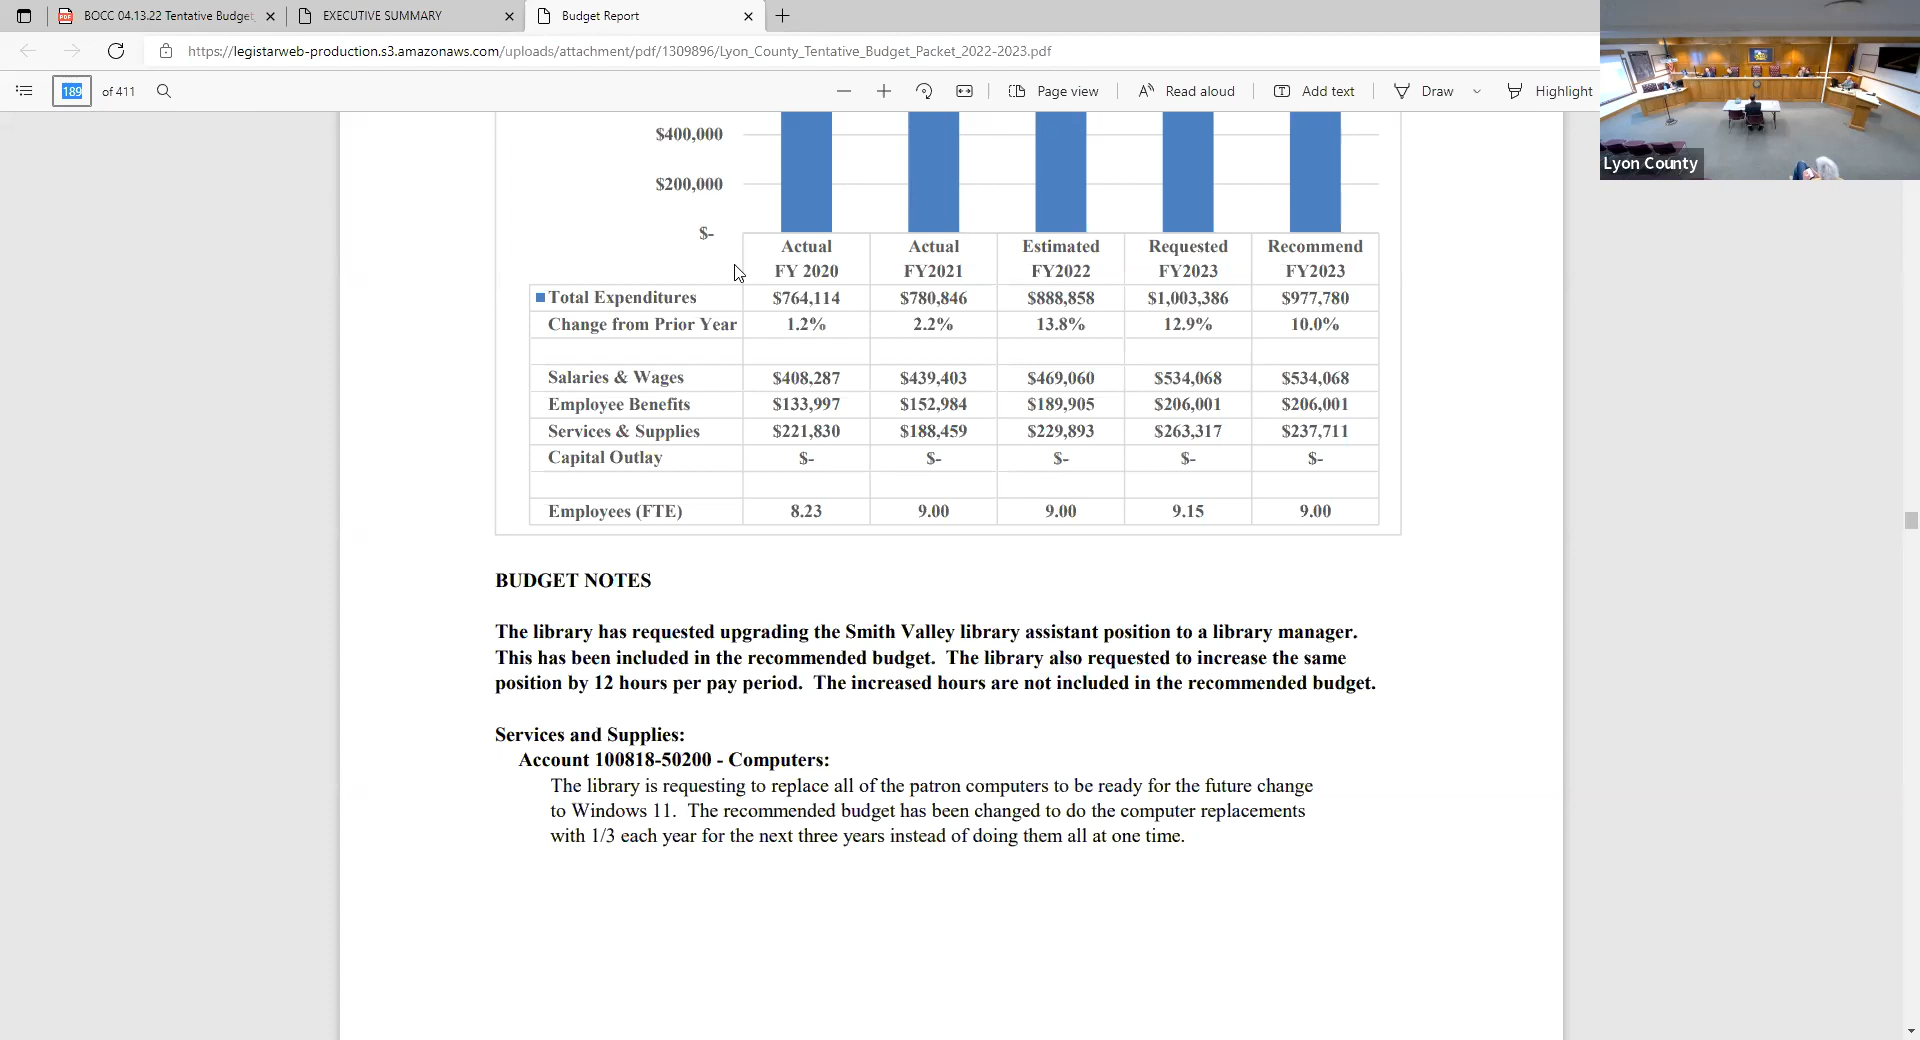 BOCC 04.13.22 Tentative Budget
EXECUTIVE SUMMARY
Budget Report
https://legistarweb-production.s3.amazonaws.com/uploads/attachment/pdf/1309896/Lyon_County_Tentative_Budget_Packet_2022-2023.pdf
189 of 411
Page view
Read aloud
Add text
Draw
Highlight
Lyon County
$400,000
$200,000
$-
Actual FY 2020 Actual FY2021 Estimated FY2022 Requested FY2023 Recommend FY2023
Total Expenditures $764,114 $780,846 $888,858 $1,003,386 $977,780
Change from Prior Year 1.2% 2.2% 13.8% 12.9% 10.0%
Salaries & Wages $408,287 $439,403 $469,060 $534,068 $534,068
Employee Benefits $133,997 $152,984 $189,905 $206,001 $206,001
Services & Supplies $221,830 $188,459 $229,893 $263,317 $237,711
Capital Outlay $- $- $- $- $-
Employees (FTE) 8.23 9.00 9.00 9.15 9.00
BUDGET NOTES
The library has requested upgrading the Smith Valley library assistant position to a library manager.
This has been included in the recommended budget. The library also requested to increase the same
position by 12 hours per pay period. The increased hours are not included in the recommended budget.
Services and Supplies:
Account 100818-50200 - Computers:
The library is requesting to replace all of the patron computers to be ready for the future change
to Windows 11. The recommended budget has been changed to do the computer replacements
with 1/3 each year for the next three years instead of doing them all at one time.